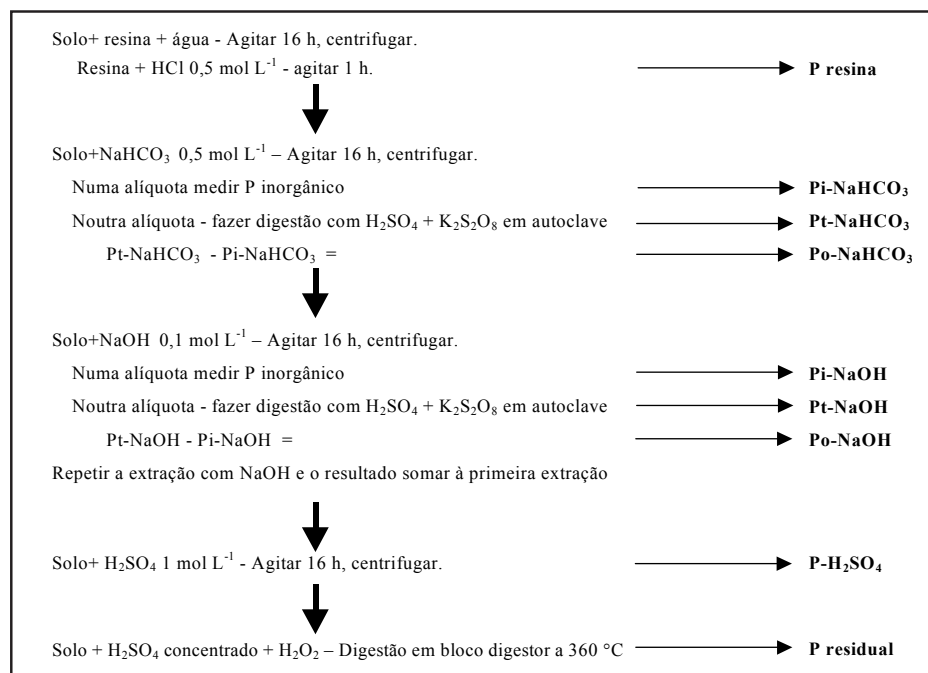 Solo+ resina + água - Agitar 16 h, centrifugar.
Resina + HCl 0,5 mol L⁻¹ - agitar 1 h. P resina
Solo+NaHCO₃ 0,5 mol L⁻¹ – Agitar 16 h, centrifugar.
Numa alíquota medir P inorgânico Pi-NaHCO₃
Noutra alíquota - fazer digestão com H₂SO₄ + K₂S₂O₈ em autoclave Pt-NaHCO₃
Pt-NaHCO₃ - Pi-NaHCO₃ = Po-NaHCO₃
Solo+NaOH 0,1 mol L⁻¹ – Agitar 16 h, centrifugar.
Numa alíquota medir P inorgânico Pi-NaOH
Noutra alíquota - fazer digestão com H₂SO₄ + K₂S₂O₈ em autoclave Pt-NaOH
Pt-NaOH - Pi-NaOH = Po-NaOH
Repetir a extração com NaOH e o resultado somar à primeira extração
Solo+ H₂SO₄ 1 mol L⁻¹ - Agitar 16 h, centrifugar. P-H₂SO₄
Solo + H₂SO₄ concentrado + H₂O₂ – Digestão em bloco digestor a 360 °C P residual